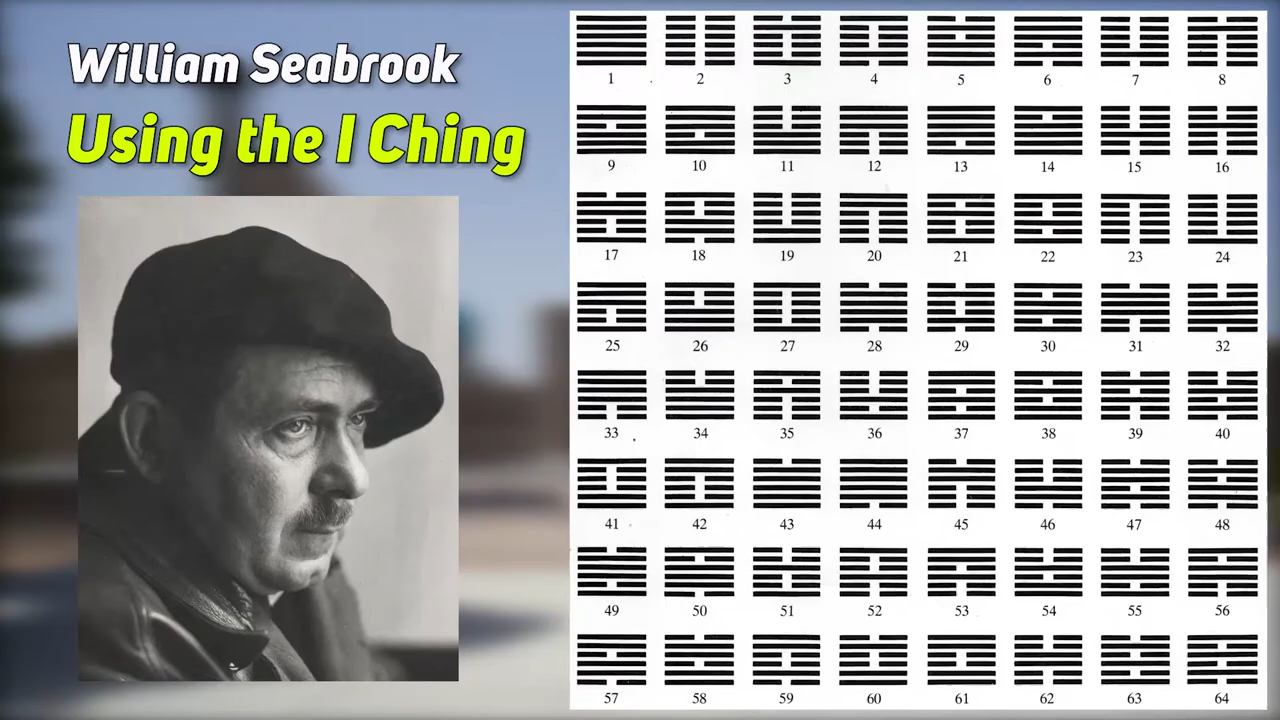 William Seabrook
Using the I Ching
1 2 3 4 5 6 7 8
9 10 11 12 13 14 15 16
17 18 19 20 21 22 23 24
25 26 27 28 29 30 31 32
33 34 35 36 37 38 39 40
41 42 43 44 45 46 47 48
49 50 51 52 53 54 55 56
57 58 59 60 61 62 63 64